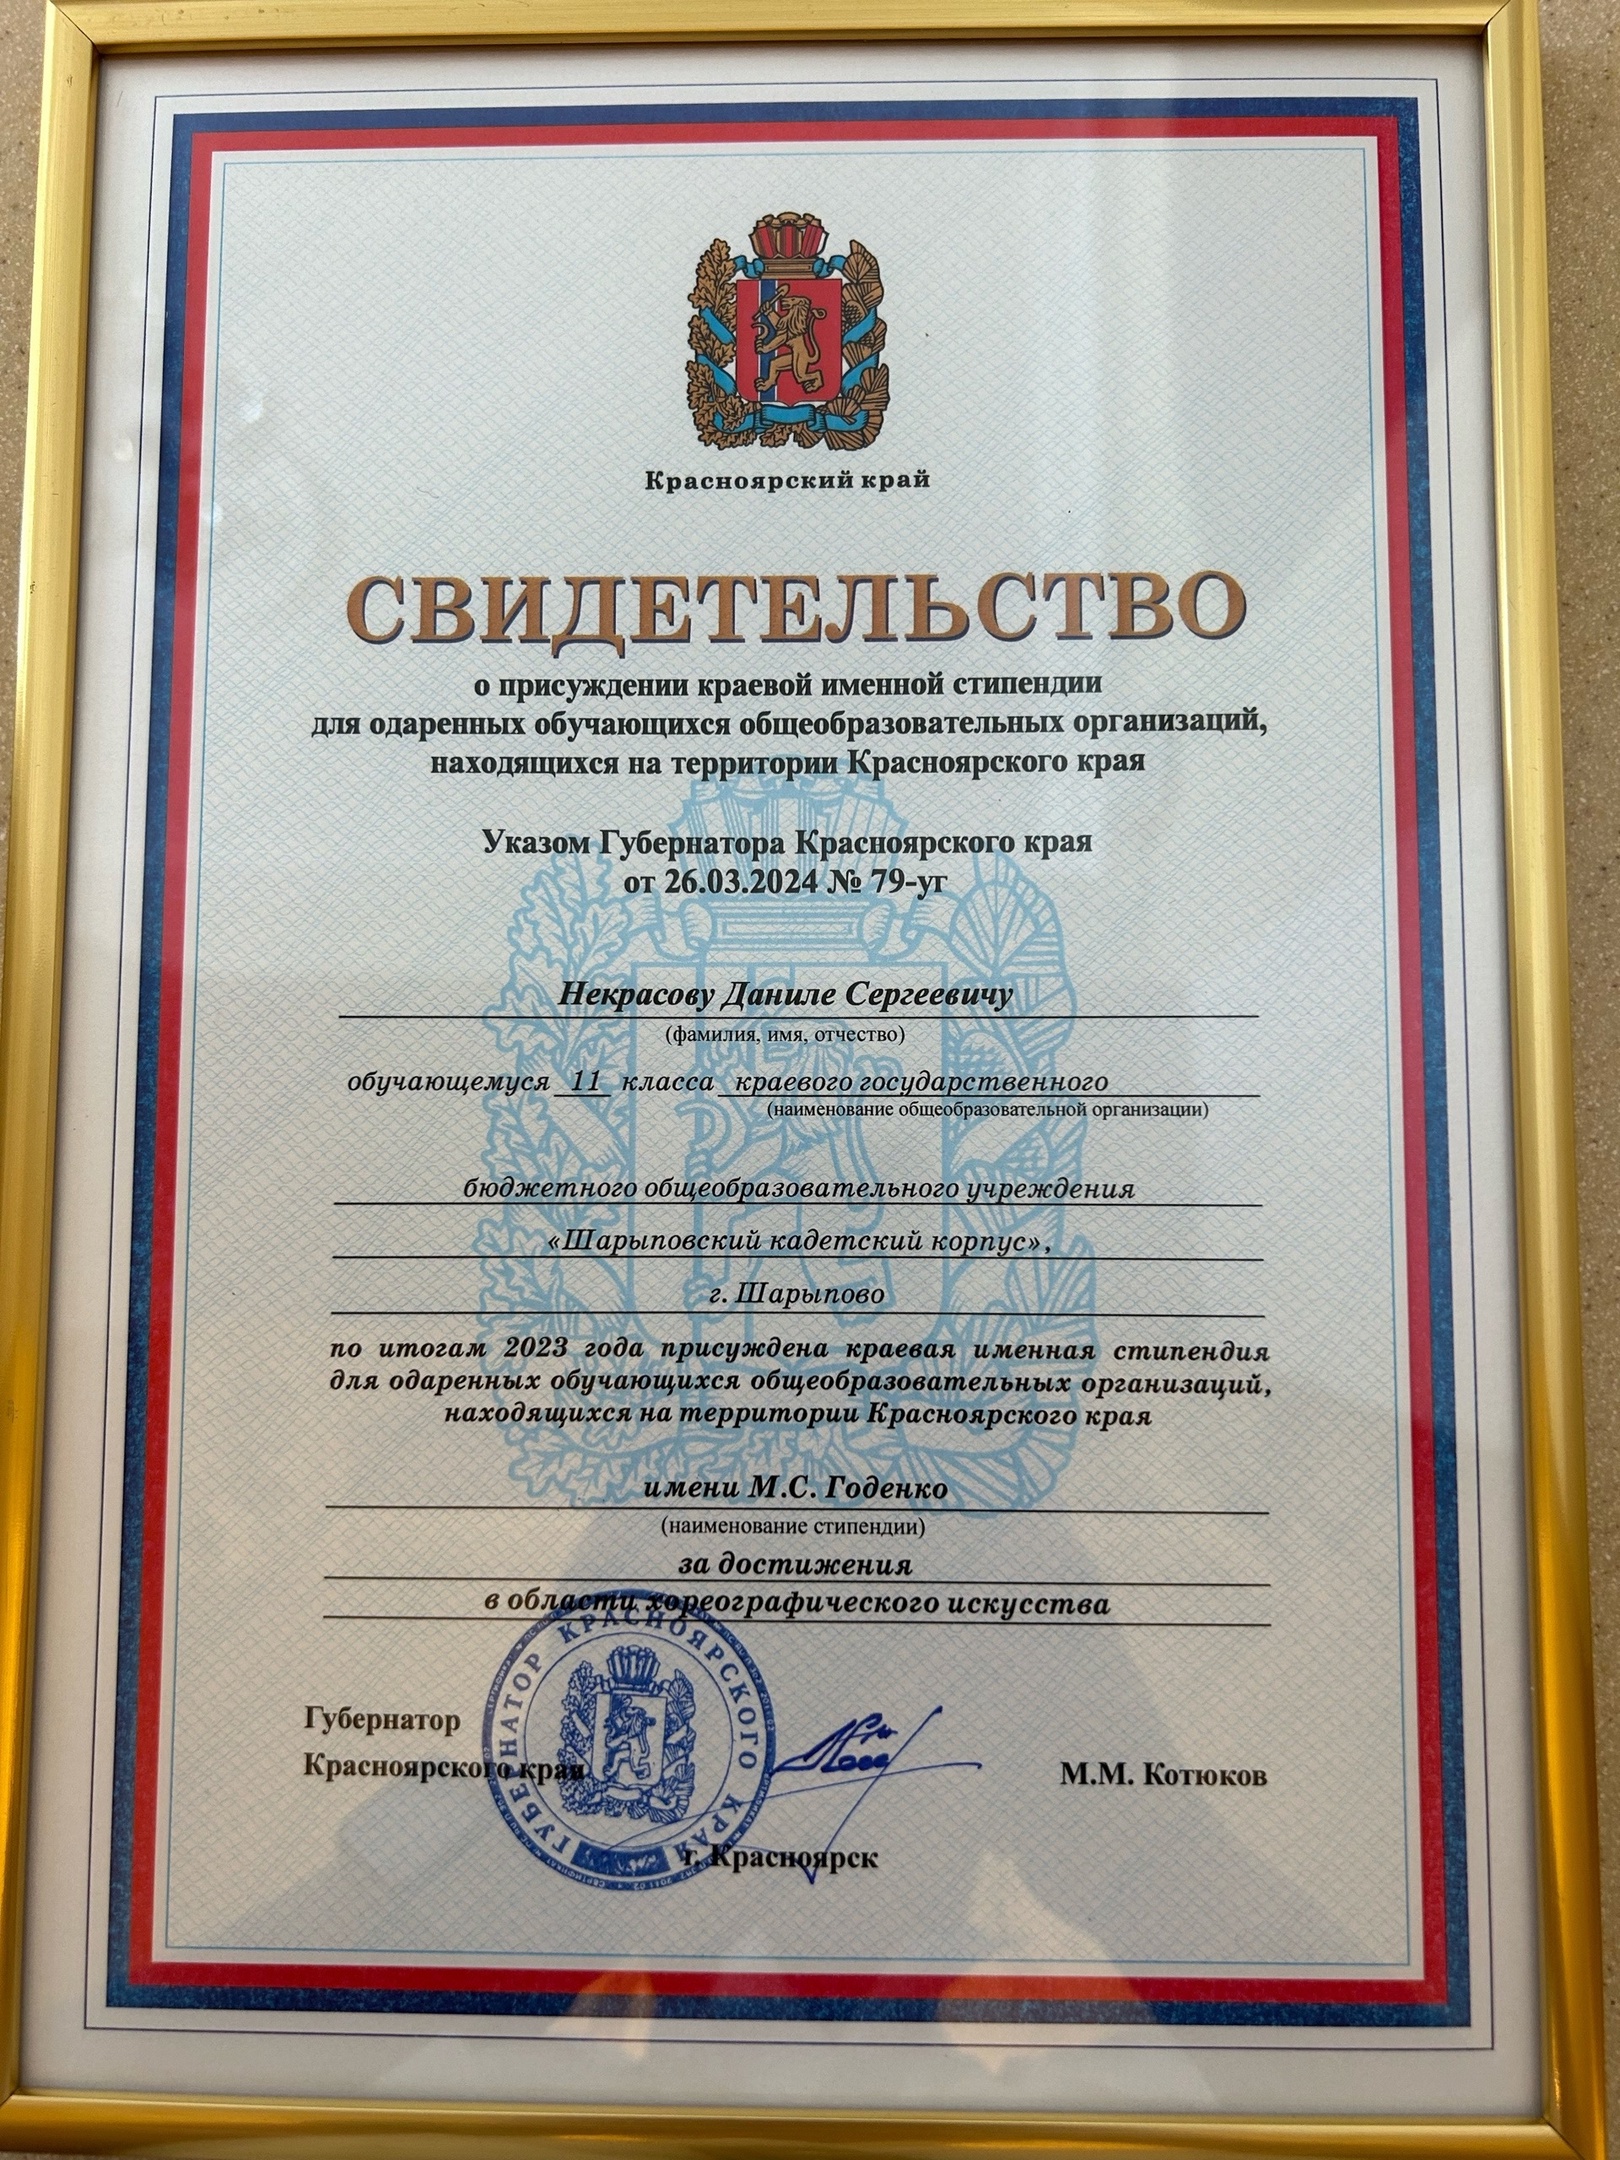 Красноярский край
СВИДЕТЕЛЬСТВО
о присуждении краевой именной стипендии
для одаренных обучающихся общеобразовательных организаций,
находящихся на территории Красноярского края
Указом Губернатора Красноярского края
от 26.03.2024 № 79-уг
Некрасову Даниле Сергеевичу
(фамилия, имя, отчество)
обучающемуся 11 класса краевого государственного
(наименование общеобразовательной организации)
бюджетного общеобразовательного учреждения
«Шарыповский кадетский корпус»,
г. Шарыпово
по итогам 2023 года присуждена краевая именная стипендия
для одаренных обучающихся общеобразовательных организаций,
находящихся на территории Красноярского края
имени М.С. Годенко
(наименование стипендии)
за достижения
в области хореографического искусства
ГУБЕРНАТОР КРАСНОЯРСКОГО КРАЯ
Губернатор
Красноярского края
М.М. Котюков
г. Красноярск